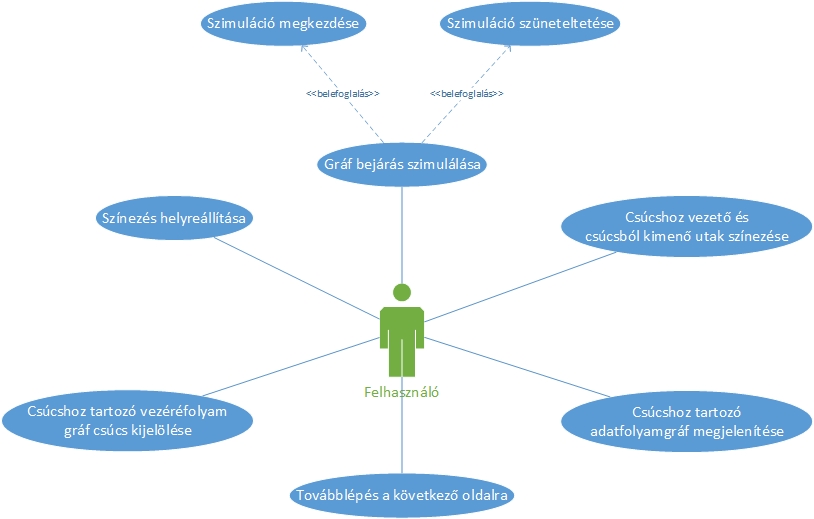 Szimuláció megkezdése
Szimuláció szüneteltetése
<<belefoglalás>>
<<belefoglalás>>
Gráf bejárás szimulálása
Színezés helyreállítása
Csúcshoz vezető és
csúcsból kimenő utak színezése
Felhasználó
Csúcshoz tartozó vezéréfolyam
gráf csúcs kijelölése
Csúcshoz tartozó
adatfolyamgráf megjelenítése
Továbblépés a következő oldalra